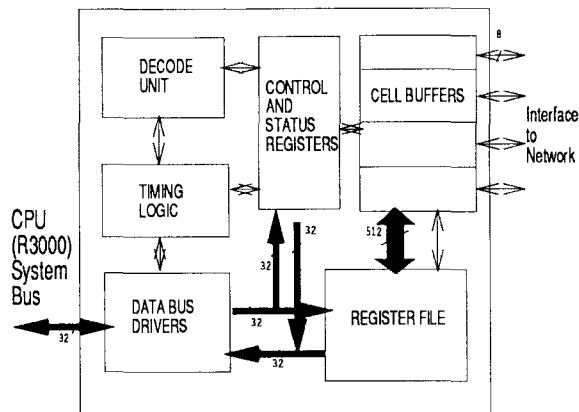 DECODE
UNIT
CONTROL
AND
STATUS
REGISTERS
CELL BUFFERS
8
Interface
to
Network
TIMING
LOGIC
CPU
(R3000)
System
Bus
32
32
512
32
DATA BUS
DRIVERS
32
32
REGISTER FILE